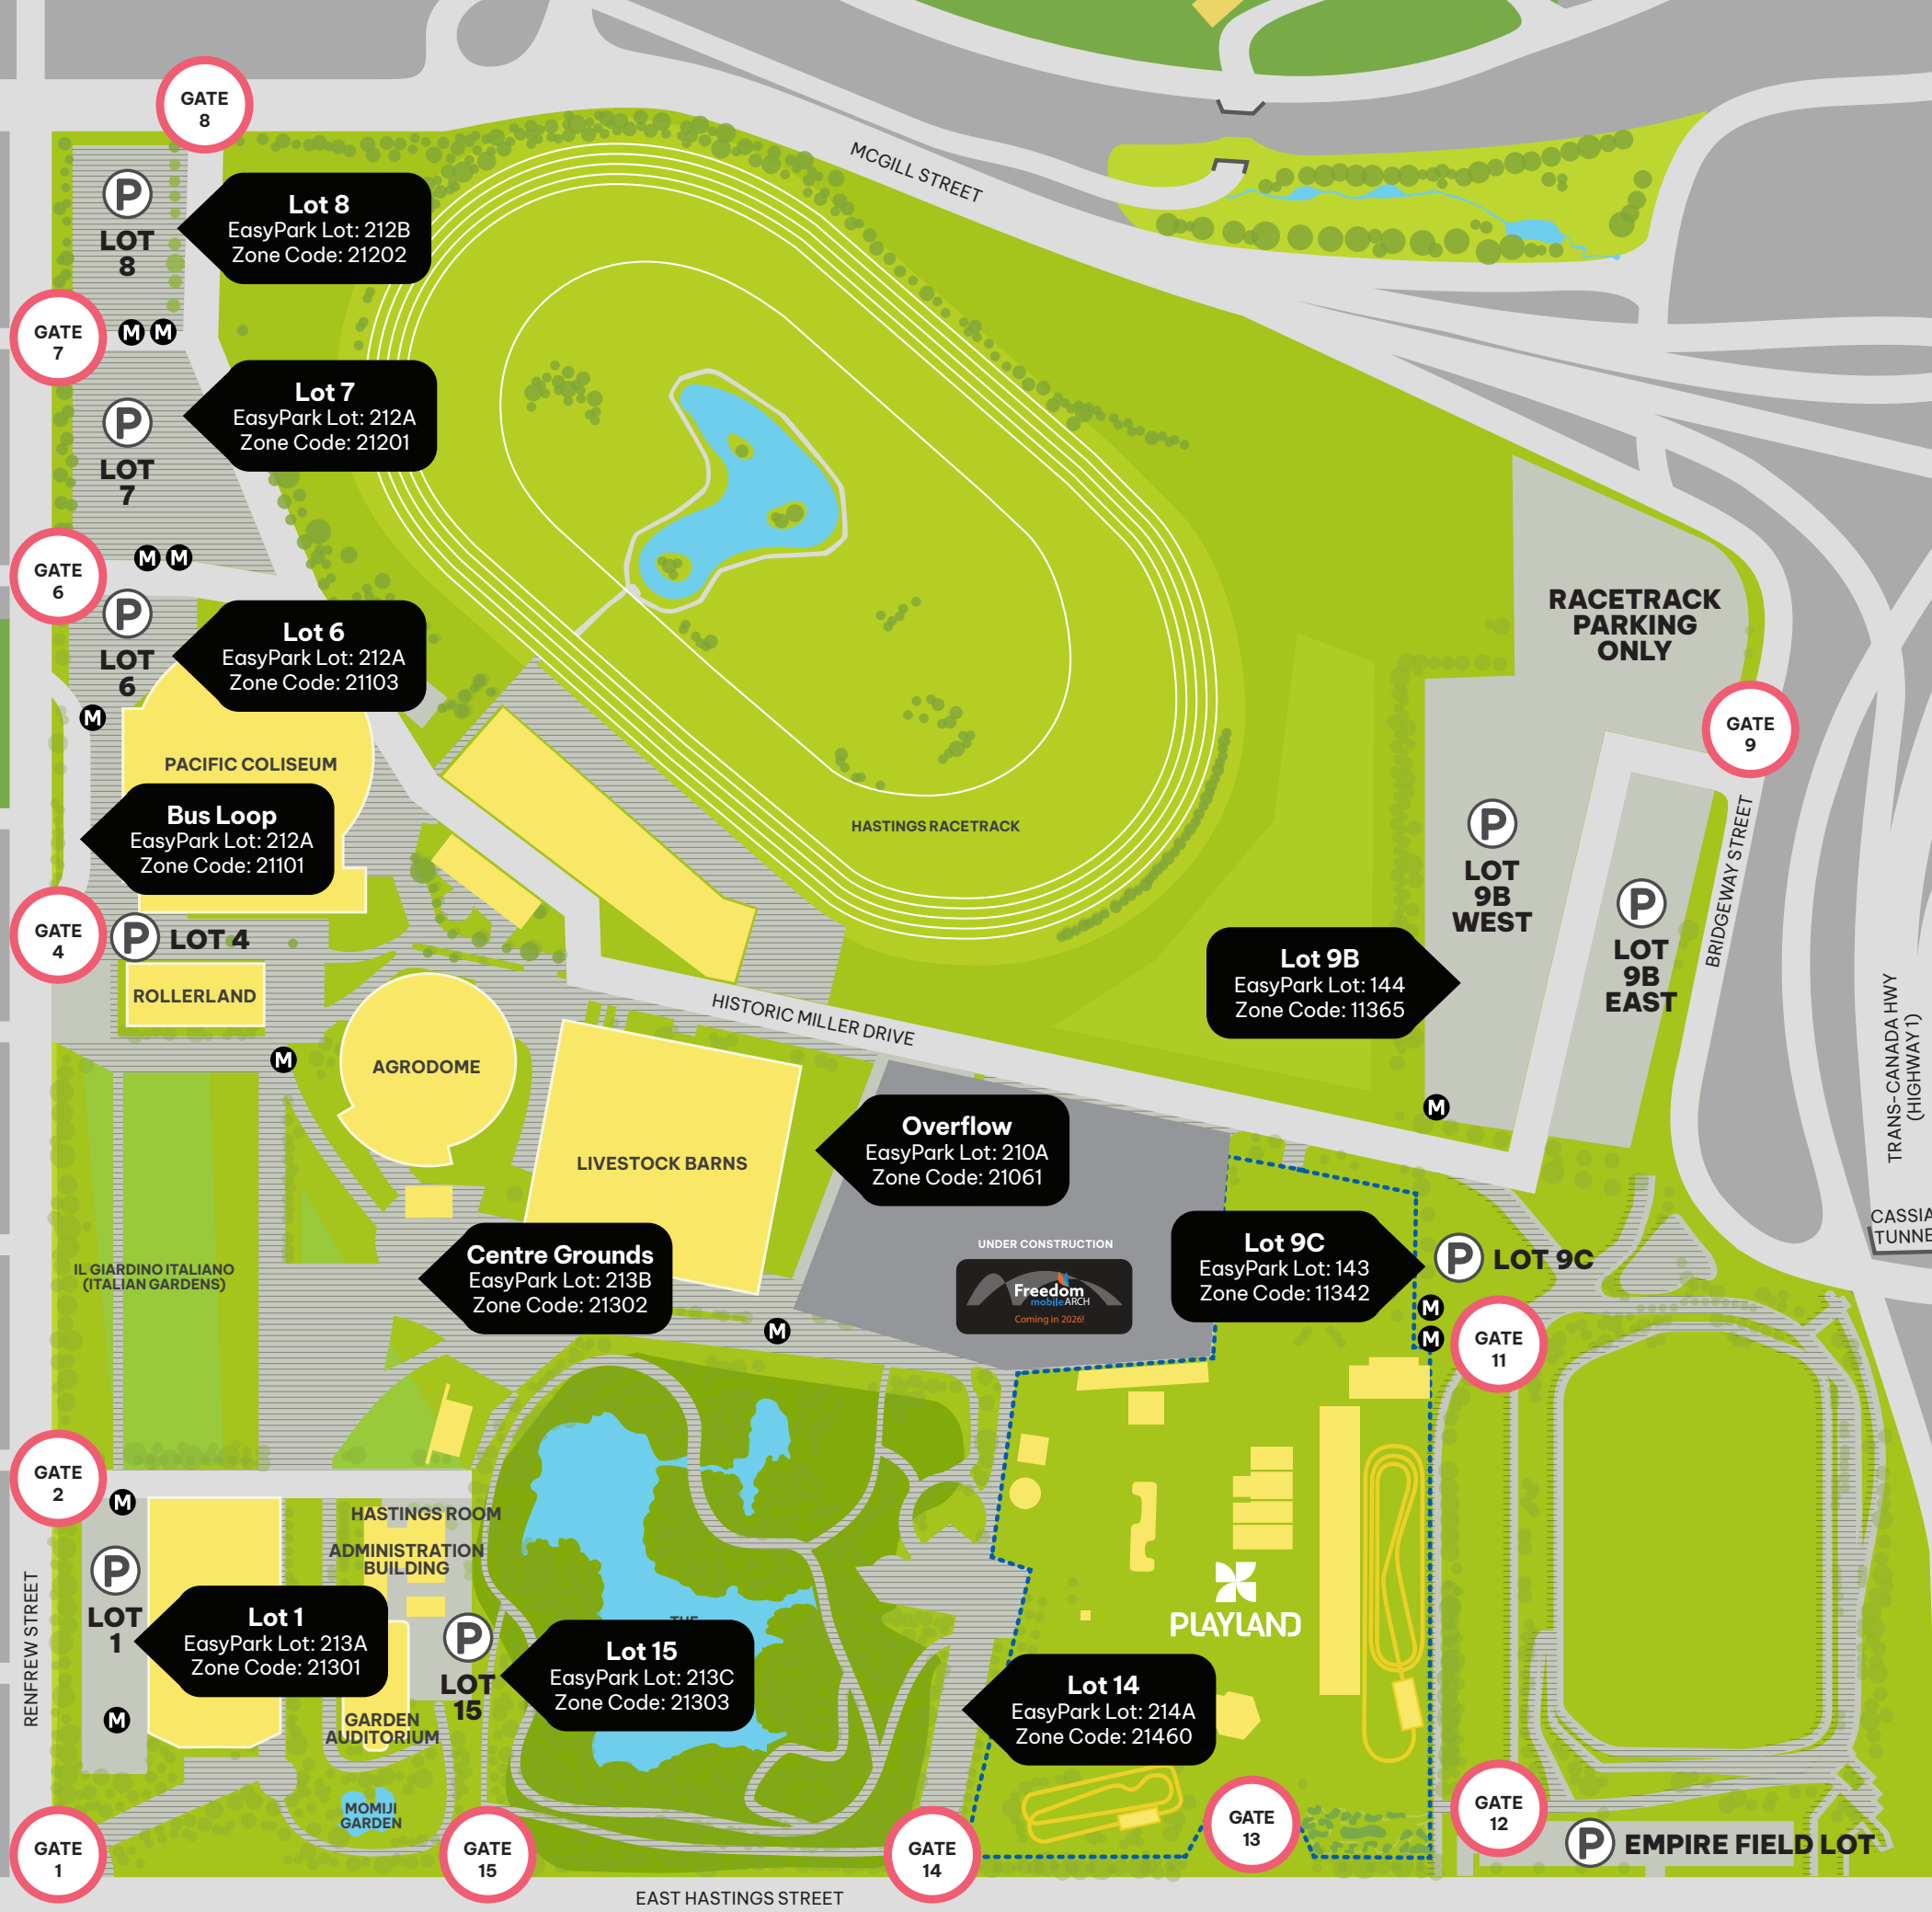 GATE
8
MCGILL STREET
P
LOT
8
Lot 8
EasyPark Lot: 212B
Zone Code: 21202
GATE
7
M M
P
LOT
7
Lot 7
EasyPark Lot: 212A
Zone Code: 21201
M M
GATE
6
P
LOT
6
Lot 6
EasyPark Lot: 212A
Zone Code: 21103
RACETRACK
PARKING
ONLY
M
GATE
9
PACIFIC COLISEUM
Bus Loop
EasyPark Lot: 212A
Zone Code: 21101
HASTINGS RACETRACK
P
LOT
9B
WEST
P
LOT
9B
EAST
BRIDGEWAY STREET
GATE
4
P LOT 4
ROLLERLAND
Lot 9B
EasyPark Lot: 144
Zone Code: 11365
HISTORIC MILLER DRIVE
TRANS-CANADA HWY
(HIGHWAY 1)
M
AGRODOME
M
LIVESTOCK BARNS
Overflow
EasyPark Lot: 210A
Zone Code: 21061
CASSIA
TUNNE
Centre Grounds
EasyPark Lot: 213B
Zone Code: 21302
UNDER CONSTRUCTION
Freedom
mobile ARCH
Coming in 2026!
Lot 9C
EasyPark Lot: 143
Zone Code: 11342
P LOT 9C
IL GIARDINO ITALIANO
(ITALIAN GARDENS)
M
M
M
GATE
11
GATE
2
M
HASTINGS ROOM
ADMINISTRATION
BUILDING
P
LOT
1
Lot 1
EasyPark Lot: 213A
Zone Code: 21301
RENFREW STREET
P
LOT
15
THE
Lot 15
EasyPark Lot: 213C
Zone Code: 21303
PLAYLAND
Lot 14
EasyPark Lot: 214A
Zone Code: 21460
M
GARDEN
AUDITORIUM
MOMIJI
GARDEN
GATE
1
GATE
15
GATE
14
GATE
13
GATE
12
P EMPIRE FIELD LOT
EAST HASTINGS STREET